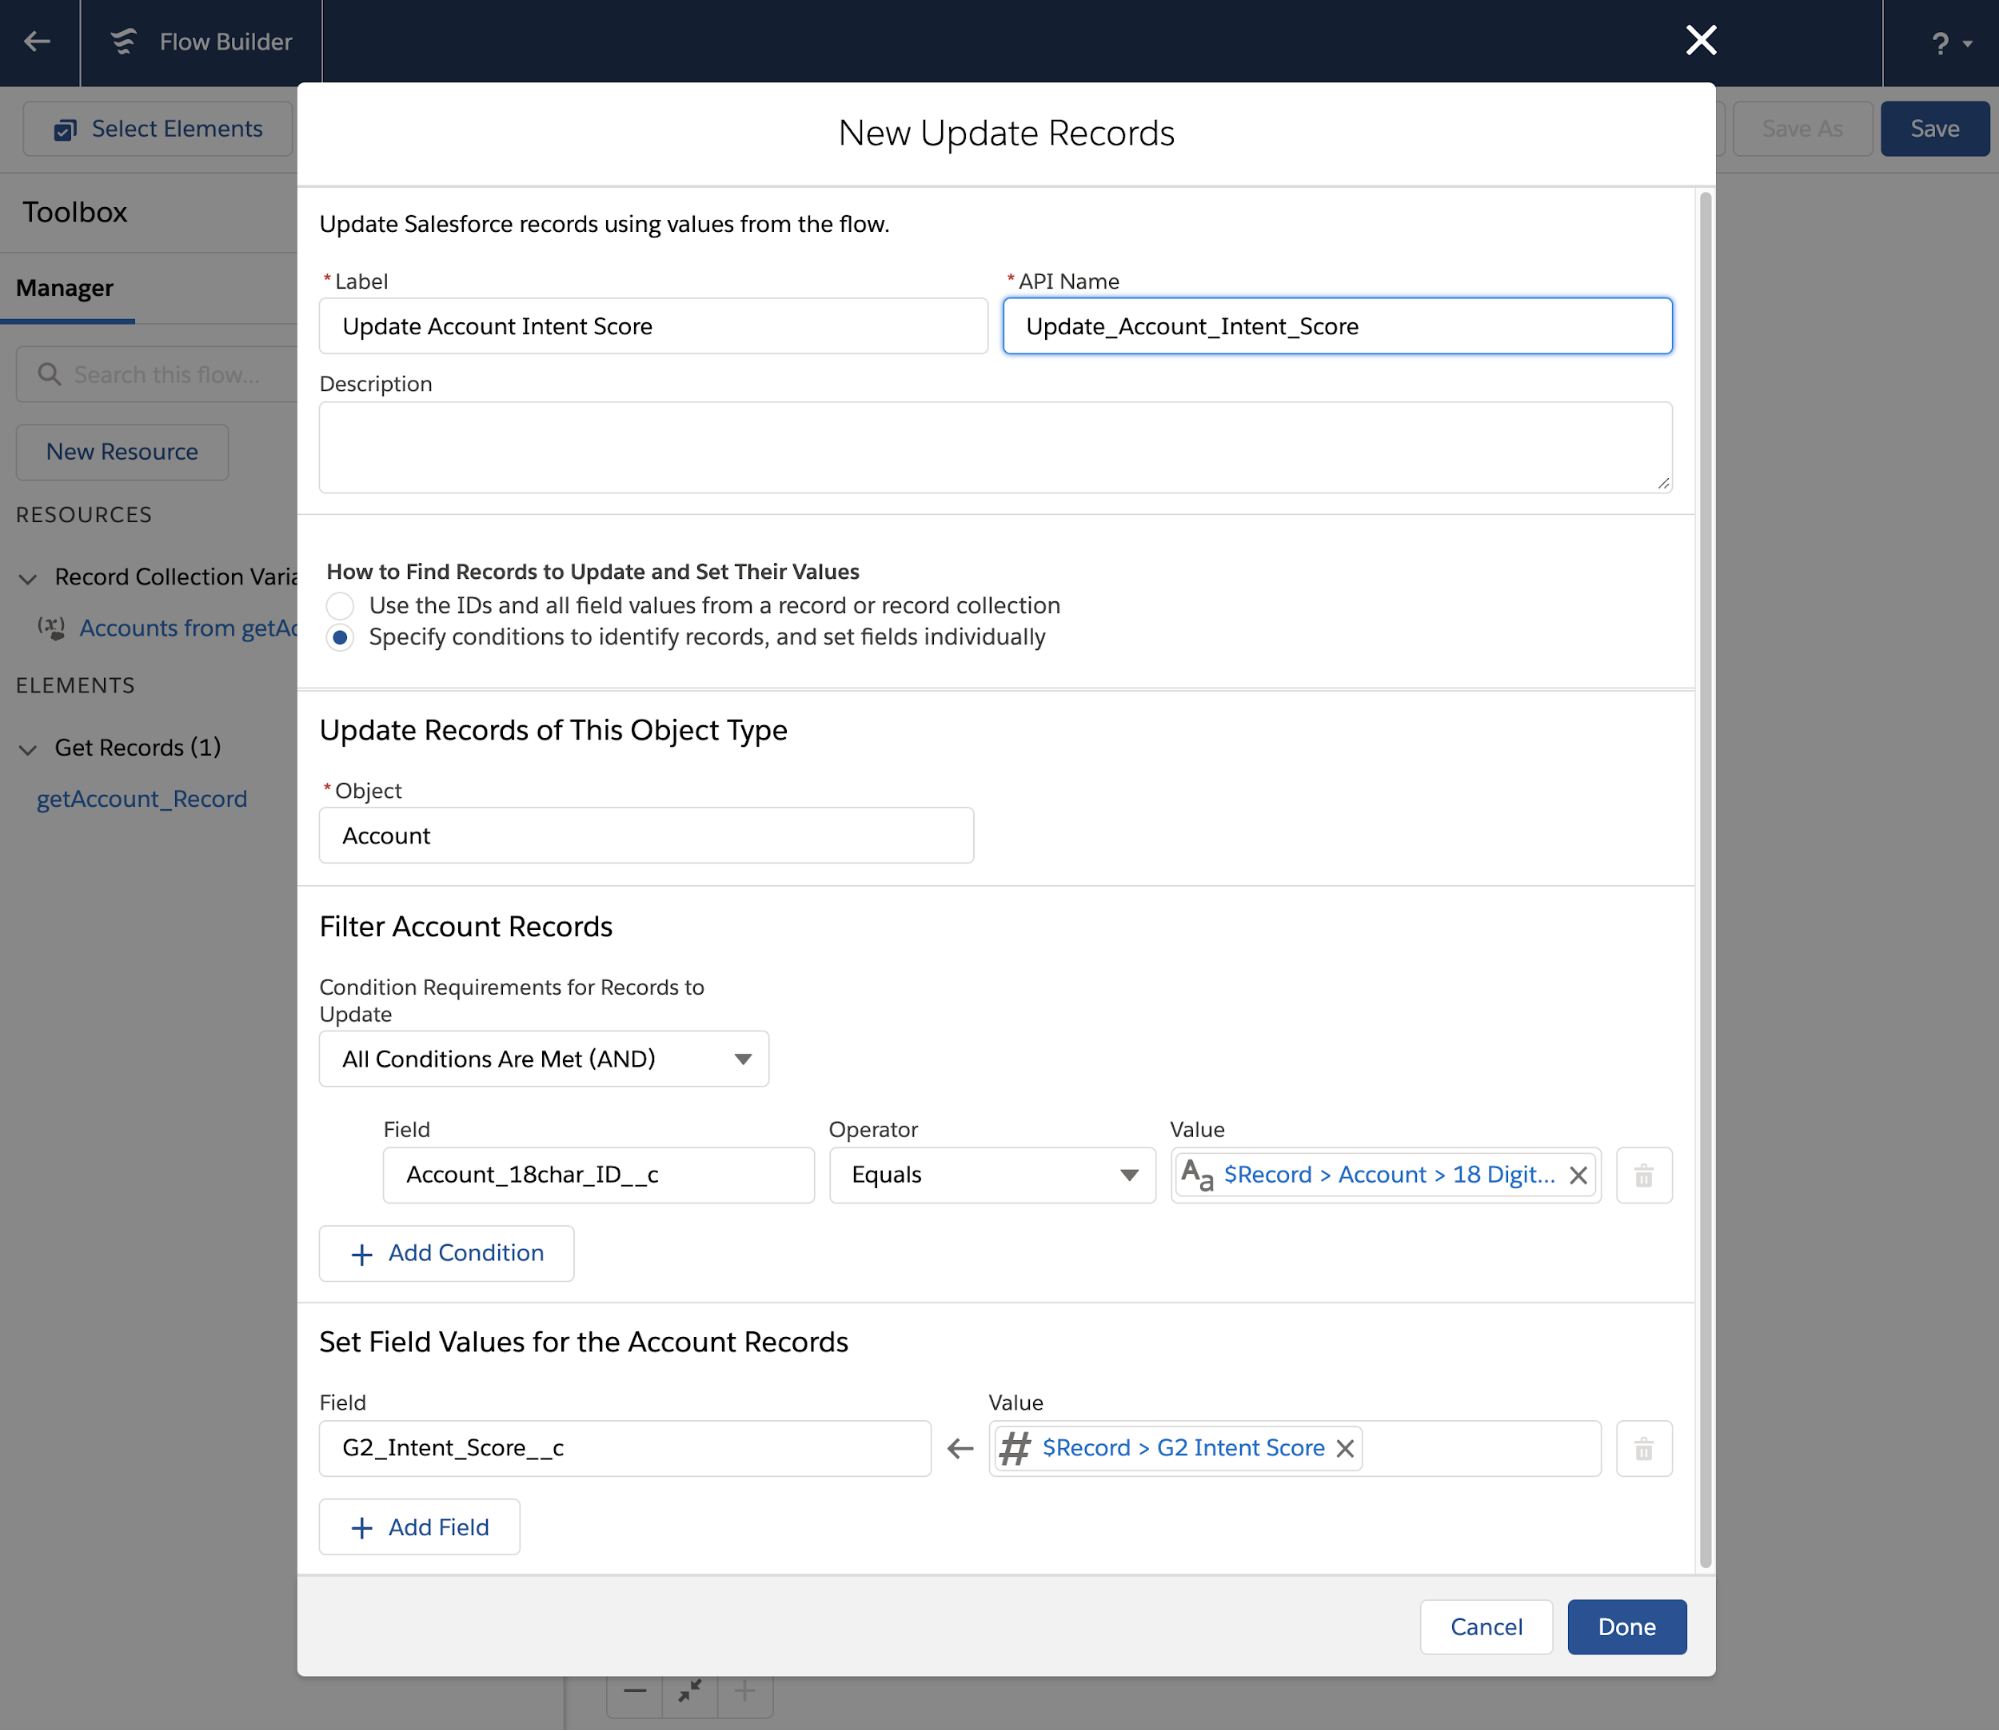 Flow Builder
?
Select Elements
Save As
Save
New Update Records
Toolbox
Manager
Search this flow...
New Resource
RESOURCES
Record Collection Varia
Accounts from getAc
ELEMENTS
Get Records (1)
getAccount_Record
Update Salesforce records using values from the flow.
* Label
Update Account Intent Score
* API Name
Update_Account_Intent_Score
Description
How to Find Records to Update and Set Their Values
Use the IDs and all field values from a record or record collection
Specify conditions to identify records, and set fields individually
Update Records of This Object Type
* Object
Account
Filter Account Records
Condition Requirements for Records to
Update
All Conditions Are Met (AND)
Field
Operator
Value
Account_18char_ID__c
Equals
Aa $Record > Account > 18 Digit...
Add Condition
Set Field Values for the Account Records
Field
Value
G2_Intent_Score__c
# $Record > G2 Intent Score
Add Field
Cancel
Done